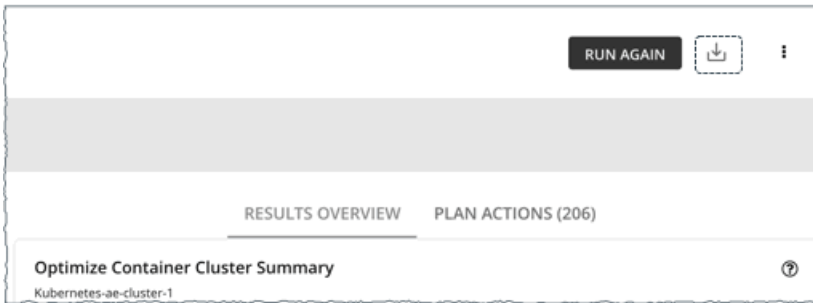 RUN AGAIN
RESULTS OVERVIEW PLAN ACTIONS (206)
Optimize Container Cluster Summary
Kubernetes-ae-cluster-1